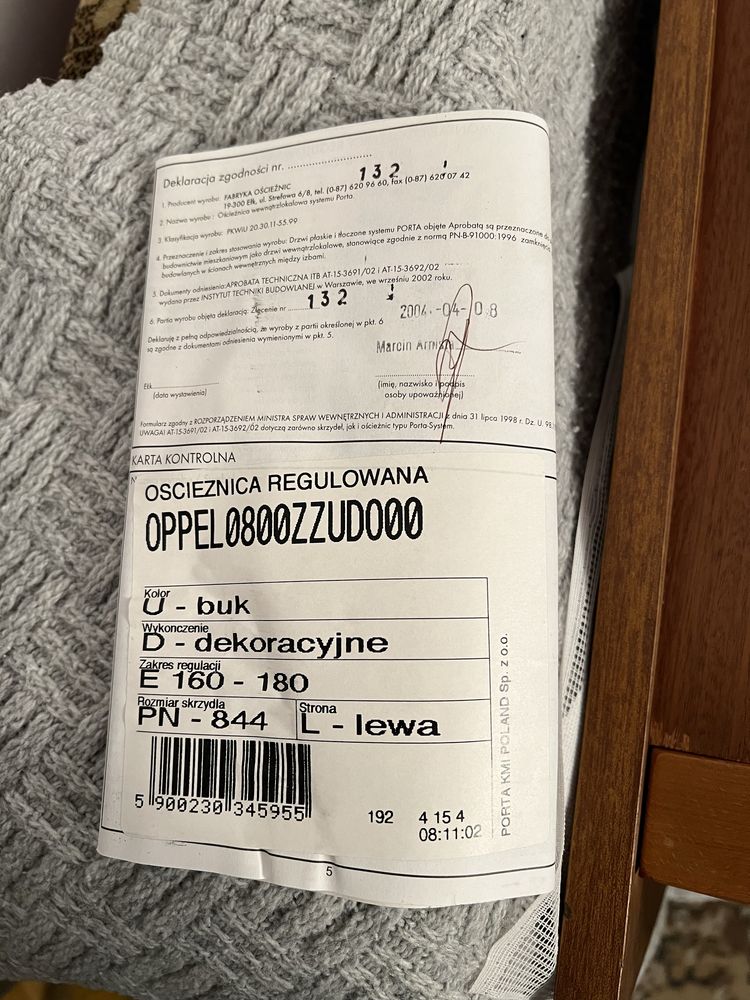 Deklaracja zgodności nr. ............................
132
1. Producent wyrobu: FABRYKA OŚCIEŻNIC
19-300 Ełk, ul. Strefowa 6/8, tel. (0-87) 620 96 60, fax (0-87) 620 07 42
2. Nazwa wyrobu: Ościeżnica wewnątrzlokalowa systemu Porta.
3. Klasyfikacja wyrobu: PKWiU 20.30.11-55.99
4. Przeznaczenie i zakres stosowania wyrobu: Drzwi płaskie i tłoczone systemu PORTA objęte Aprobatą są przeznaczone do
budownictwie mieszkaniowym jako drzwi wewnątrzlokalowe, stanowiące zgodnie z normą PN-B-91000:1996 zamknięcie
budowlanych w ścianach wewnętrznych między izbami.
5. Dokumenty odniesienia: APROBATA TECHNICZNA ITB AT-15-3691/02 i AT-15-3692/02
wydana przez INSTYTUT TECHNIKI BUDOWLANEJ w Warszawie, we wrześniu 2002 roku.
6. Partia wyrobu objęta deklaracją: Zlecenie nr ........ 132
Deklaruję z pełną odpowiedzialnością, że wyroby z partii określonej w pkt. 6
są zgodne z dokumentami odniesienia wymienionymi w pkt. 5.
2004.-04-08
Marcin
Ełk
(data wystawienia)
(imię, nazwisko i podpis
osoby upoważnionej)
Formularz zgodny z ROZPORZĄDZENIEM MINISTRA SPRAW WEWNĘTRZNYCH I ADMINISTRACJI z dnia 31 lipca 1998 r. Dz. U. 98.
UWAGA! AT-15-3691/02 i AT-15-3692/02 dotyczą zarówno skrzydeł, jak i ościeżnic typu Porta-System.
KARTA KONTROLNA
N
OSCIEZNICA REGULOWANA
OPPEL0800ZZUDO00
Kolor
U - buk
Wykonczenie
D - dekoracyjne
Zakres regulacji
E 160 - 180
Rozmiar skrzydla
PN - 844
Strona
L - lewa
5 900230 345955
192 4 15 4
08:11:02
PORTA KMI POLAND Sp. z o.o.
5